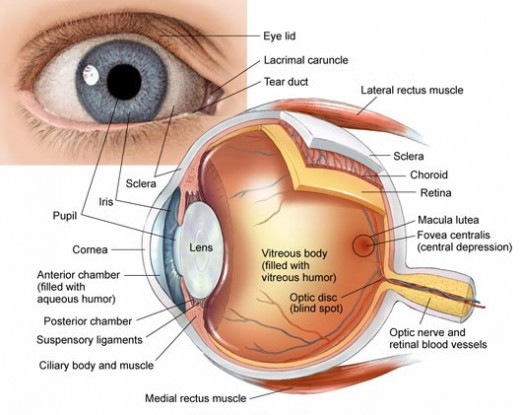 Eye lid
Lacrimal caruncle
Tear duct
Lateral rectus muscle
Sclera
Choroid
Retina
Sclera
Iris
Pupil
Macula lutea
Fovea centralis
(central depression)
Cornea
Lens
Vitreous body
(filled with
vitreous humor)
Anterior chamber
(filled with
aqueous humor)
Optic disc
(blind spot)
Posterior chamber
Suspensory ligaments
Optic nerve and
retinal blood vessels
Ciliary body and muscle
Medial rectus muscle